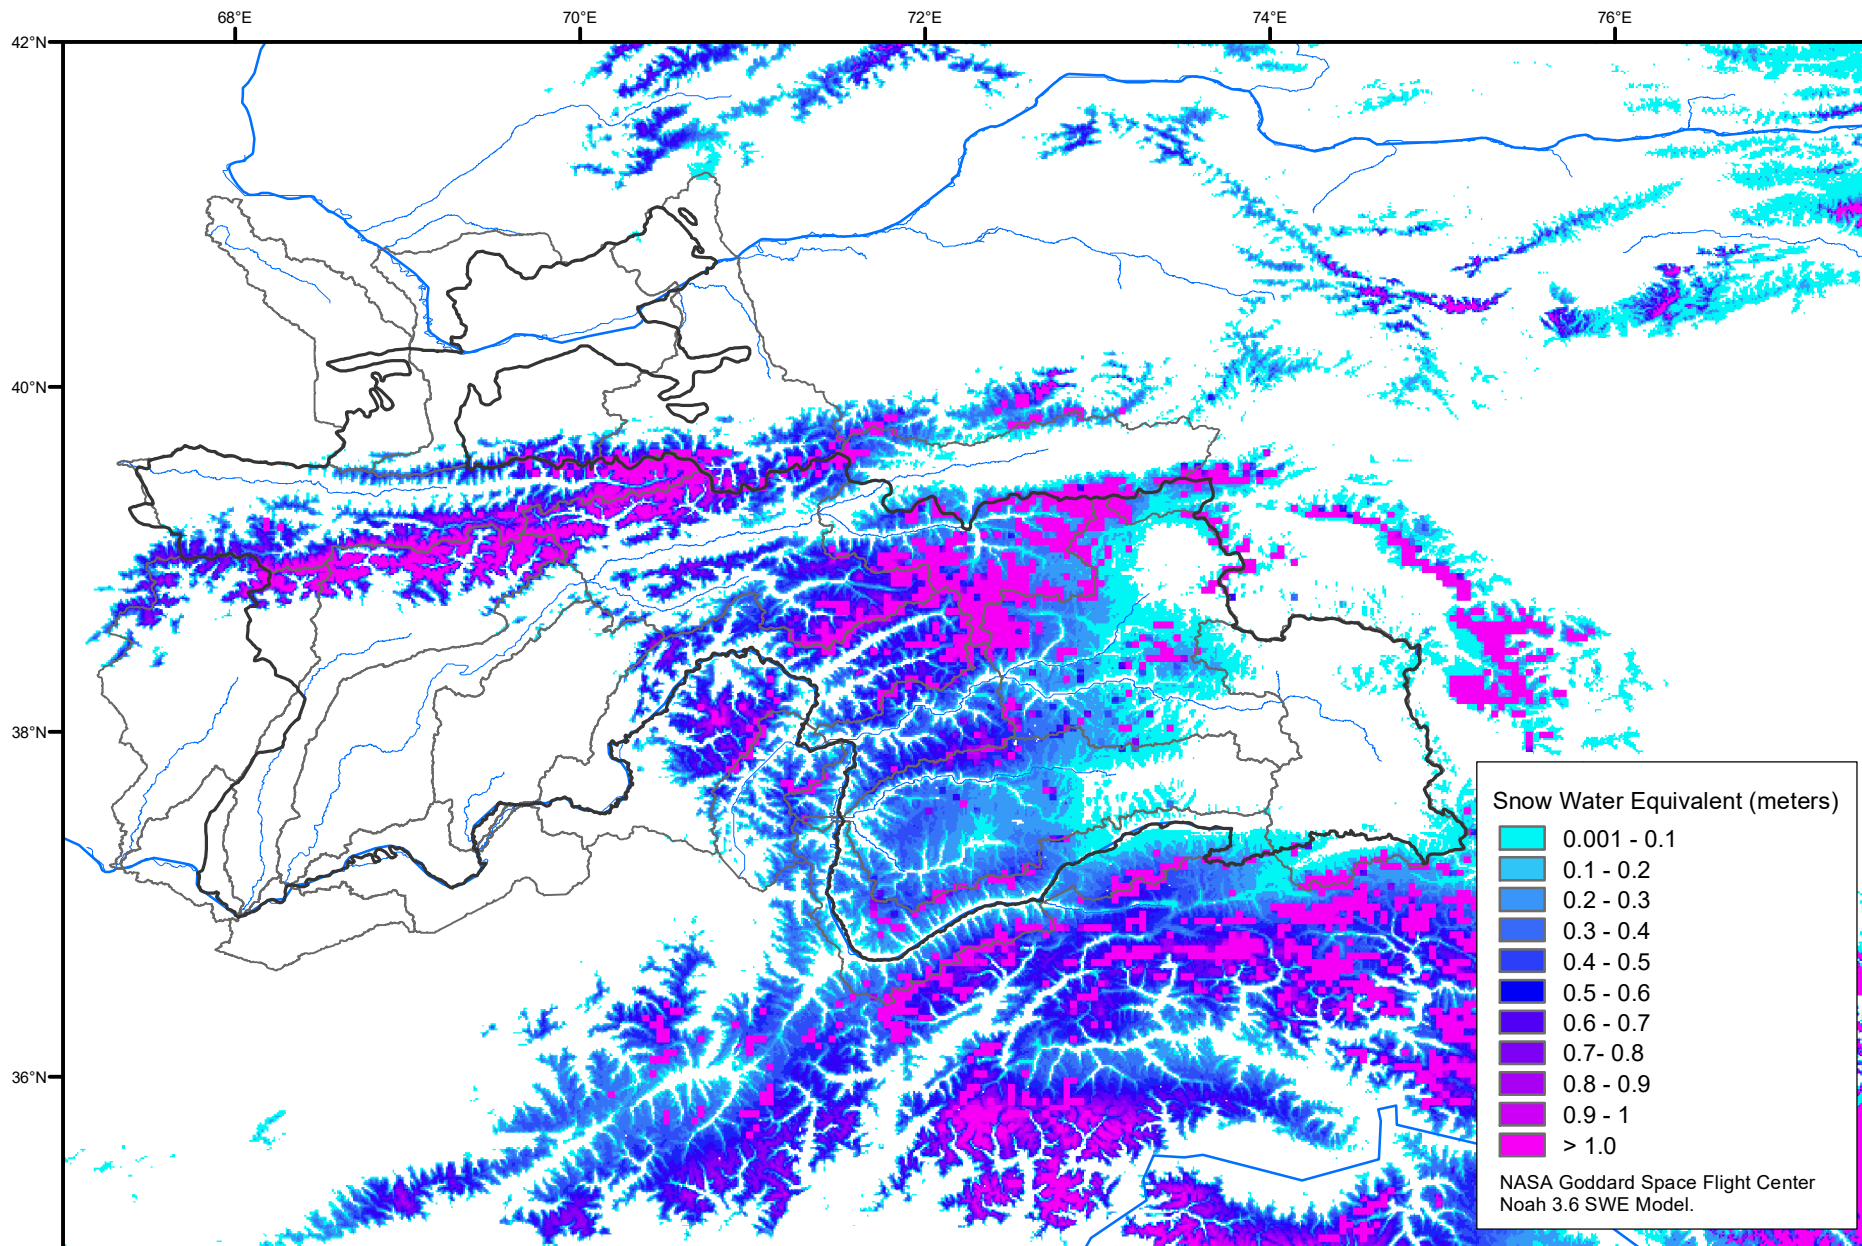 68°E
70°E
72°E
74°E
76°E
42°N
40°N
38°N
36°N
Snow Water Equivalent (meters)
0.001 - 0.1
0.1 - 0.2
0.2 - 0.3
0.3 - 0.4
0.4 - 0.5
0.5 - 0.6
0.6 - 0.7
0.7- 0.8
0.8 - 0.9
0.9 - 1
> 1.0
NASA Goddard Space Flight Center
Noah 3.6 SWE Model.